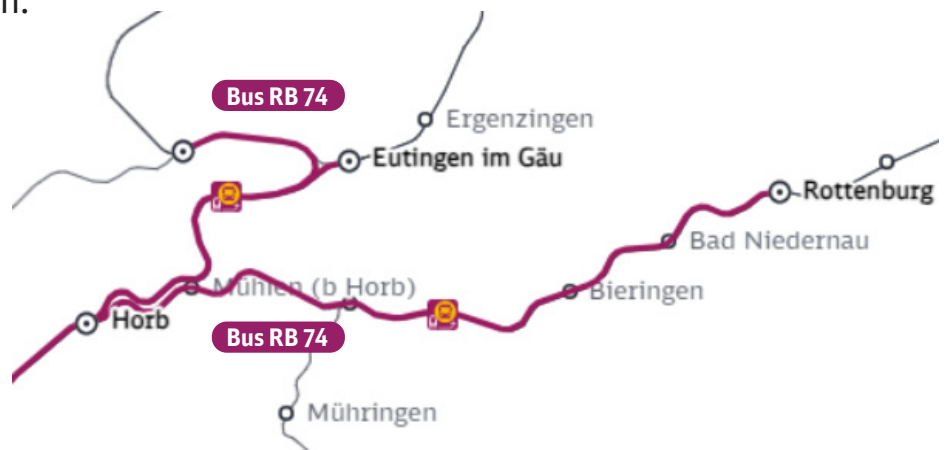 n.
Bus RB 74
Ergenzingen
Eutingen im Gäu
Rottenburg
Bad Niedernau
Mühlen (b Horb)
Bieringen
Horb
Bus RB 74
Mühringen